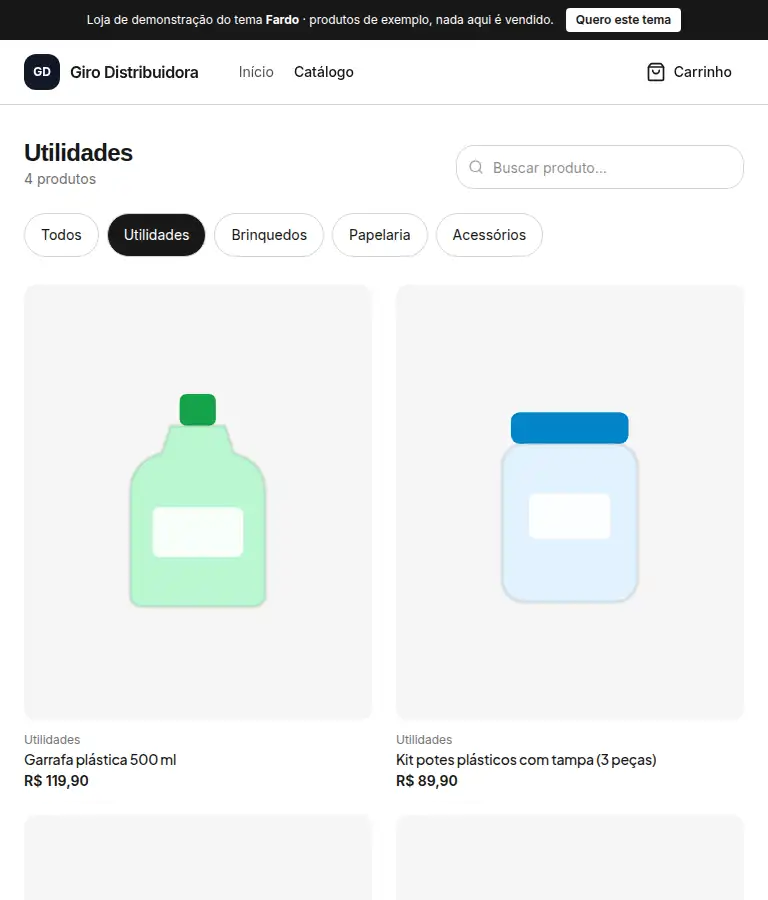 Loja de demonstração do tema Fardo · produtos de exemplo, nada aqui é vendido. Quero este tema
GD Giro Distribuidora Início Catálogo Carrinho
Utilidades
4 produtos
Buscar produto...
Todos Utilidades Brinquedos Papelaria Acessórios
Utilidades
Garrafa plástica 500 ml
R$ 119,90
Utilidades
Kit potes plásticos com tampa (3 peças)
R$ 89,90